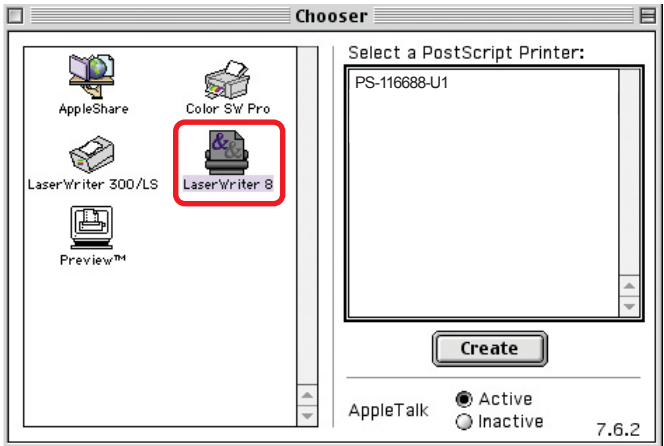 Chooser
AppleShare
Color SW Pro
LaserWriter 300/LS
LaserWriter 8
Preview™
Select a PostScript Printer:
PS-116688-U1
Create
AppleTalk
Active
Inactive
7.6.2